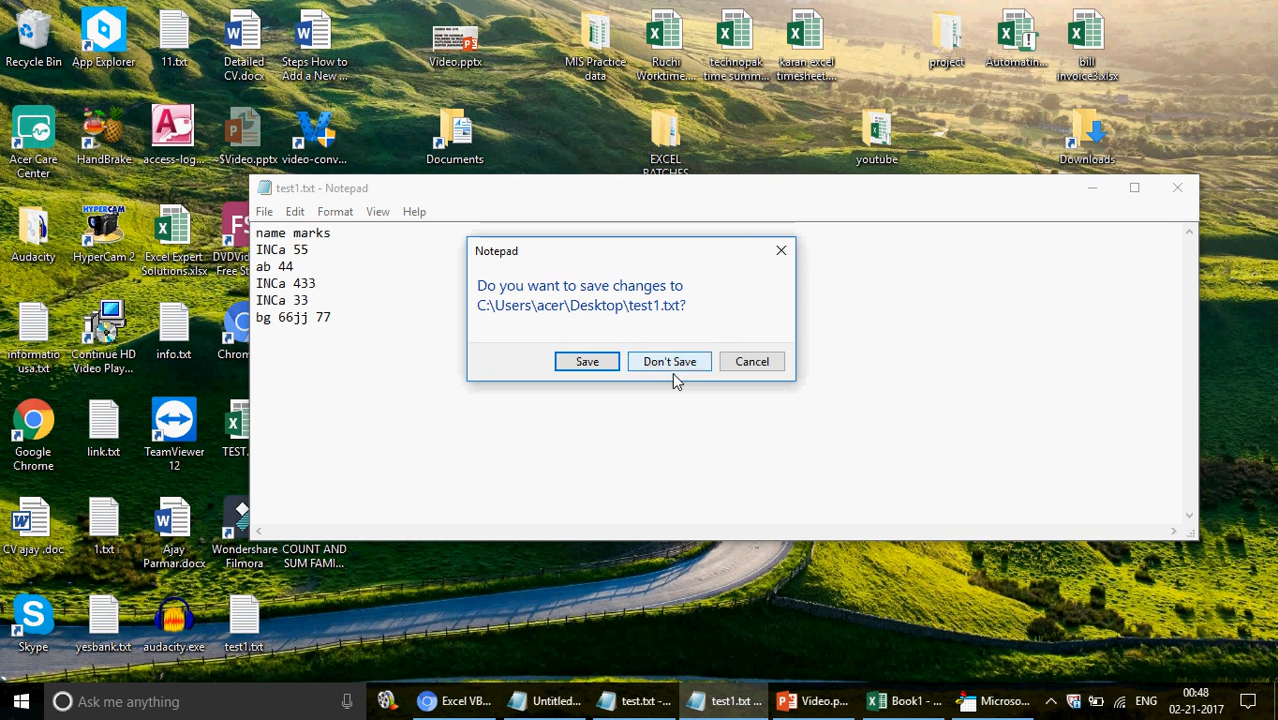 Recycle Bin
App Explorer
11.txt
Detailed CV.docx
Steps How to Add a New ...
Video.pptx
MIS Practice data
Ruchi Worktime....
technopak time summ...
karan excel timesheet....
project
Automatin...
bill invoice3.xlsx
Acer Care Center
HandBrake
access-log...
~$Video.pptx
video-conv...
Documents
EXCEL BATCHES
youtube
Downloads
test1.txt - Notepad
File Edit Format View Help
name marks
INCa 55
ab 44
INCa 433
INCa 33
bg 66jj 77
Notepad
Do you want to save changes to
C:\Users\acer\Desktop\test1.txt?
Save
Don't Save
Cancel
Audacity
HYPERCAM
HyperCam 2
Excel Expert Solutions.xlsx
DVDVid
Free St
informatio usa.txt
Continue HD Video Play...
info.txt
Chrom
Google Chrome
link.txt
TeamViewer 12
TEST.
CV ajay .doc
1.txt
Ajay Parmar.docx
Wondershare Filmora
COUNT AND SUM FAMI...
Skype
yesbank.txt
audacity.exe
test1.txt
Ask me anything
Excel VB...
Untitled...
test.txt -...
test1.txt ...
Video.p...
Book1 - ...
Microso...
ENG
00:48
02-21-2017